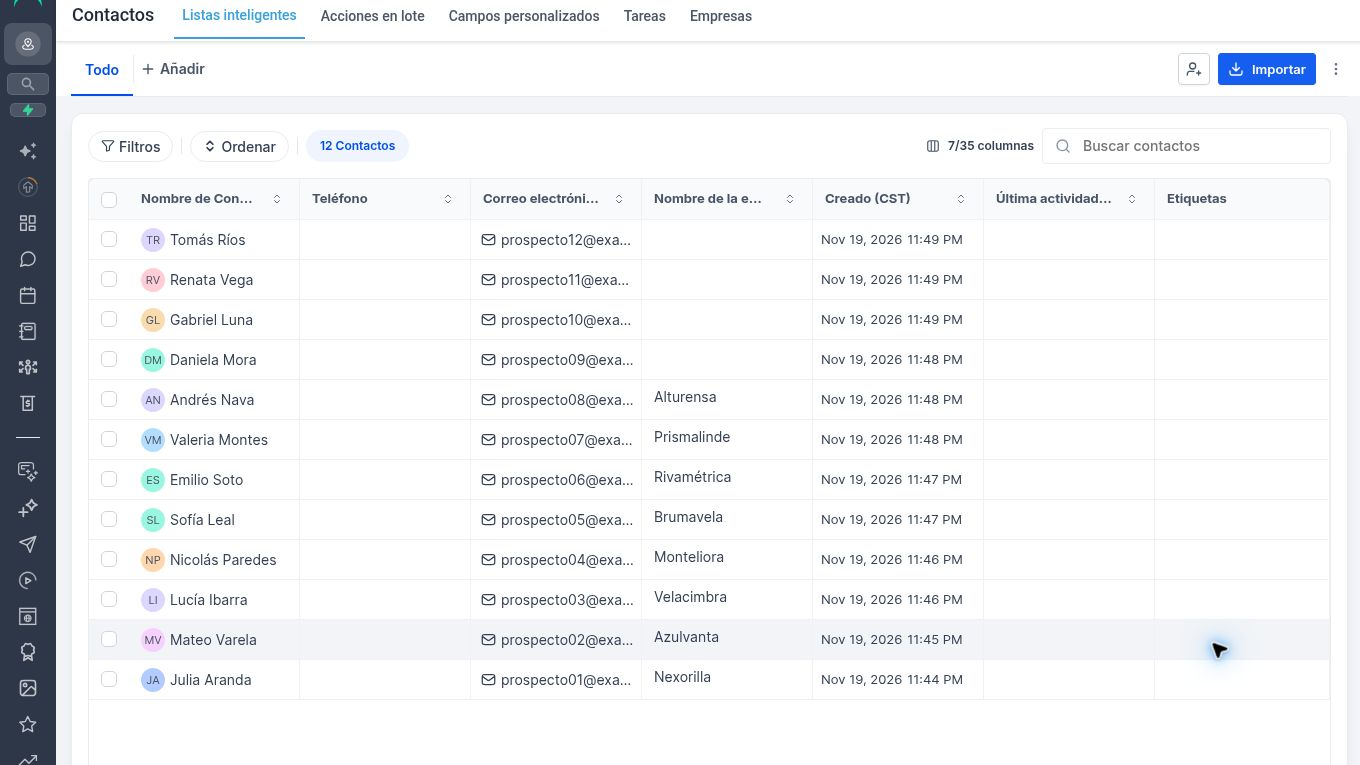 Contactos Listas inteligentes Acciones en lote Campos personalizados Tareas Empresas
Todo + Añadir Importar
Filtros Ordenar 12 Contactos 7/35 columnas Buscar contactos
Nombre de Con... Teléfono Correo electróni... Nombre de la e... Creado (CST) Última actividad... Etiquetas
TR Tomás Ríos prospecto12@exa... Nov 19, 2026 11:49 PM
RV Renata Vega prospecto11@exa... Nov 19, 2026 11:49 PM
GL Gabriel Luna prospecto10@exa... Nov 19, 2026 11:49 PM
DM Daniela Mora prospecto09@exa... Nov 19, 2026 11:48 PM
AN Andrés Nava prospecto08@exa... Alturensa Nov 19, 2026 11:48 PM
VM Valeria Montes prospecto07@exa... Prismalinde Nov 19, 2026 11:48 PM
ES Emilio Soto prospecto06@exa... Rivamétrica Nov 19, 2026 11:47 PM
SL Sofía Leal prospecto05@exa... Brumavela Nov 19, 2026 11:47 PM
NP Nicolás Paredes prospecto04@exa... Monteliora Nov 19, 2026 11:46 PM
LI Lucía Ibarra prospecto03@exa... Velacimbra Nov 19, 2026 11:46 PM
MV Mateo Varela prospecto02@exa... Azulvanta Nov 19, 2026 11:45 PM
JA Julia Aranda prospecto01@exa... Nexorilla Nov 19, 2026 11:44 PM